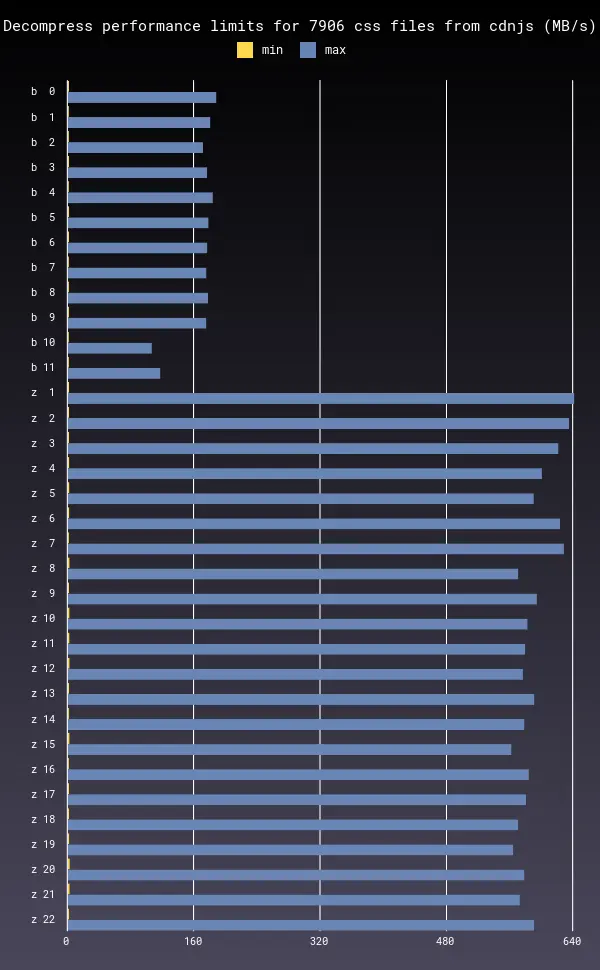 Decompress performance limits for 7906 css files from cdnjs (MB/s)
min max
b 0
b 1
b 2
b 3
b 4
b 5
b 6
b 7
b 8
b 9
b 10
b 11
z 1
z 2
z 3
z 4
z 5
z 6
z 7
z 8
z 9
z 10
z 11
z 12
z 13
z 14
z 15
z 16
z 17
z 18
z 19
z 20
z 21
z 22
0 160 320 480 640